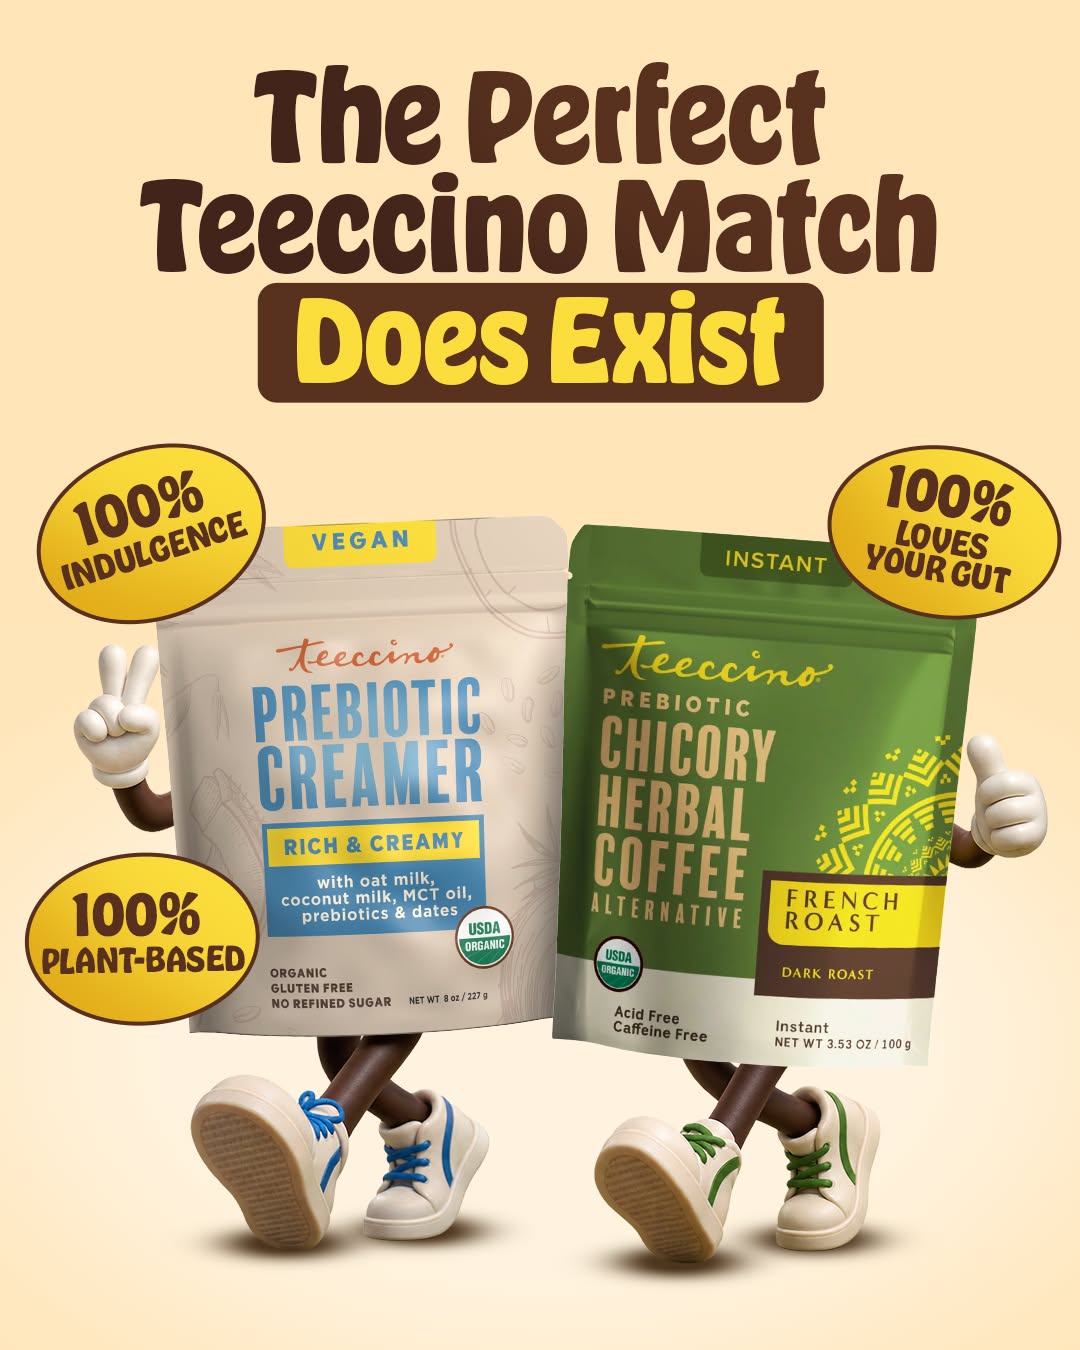 The Perfect
Teeccino Match
Does Exist
100%
INDULGENCE
100%
LOVES
YOUR GUT
100%
PLANT-BASED
VEGAN
teeccino
PREBIOTIC
CREAMER
RICH & CREAMY
with oat milk,
coconut milk, MCT oil,
prebiotics & dates
USDA
ORGANIC
ORGANIC
GLUTEN FREE
NO REFINED SUGAR
NET WT 8 oz / 227 g
INSTANT
teeccino
PREBIOTIC
CHICORY
HERBAL
COFFEE
ALTERNATIVE
FRENCH
ROAST
DARK ROAST
USDA
ORGANIC
Acid Free
Caffeine Free
Instant
NET WT 3.53 OZ / 100 g